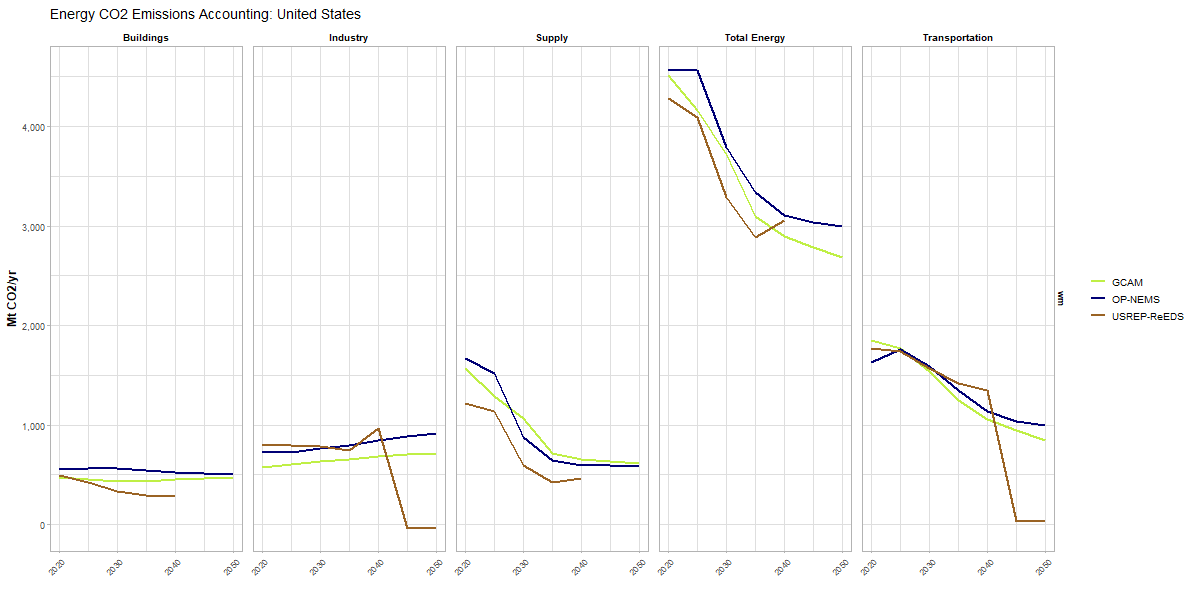 Energy CO2 Emissions Accounting: United States
Buildings
Industry
Supply
Total Energy
Transportation
Mt CO2/yr
4,000
3,000
2,000
1,000
0
2020
2030
2040
2050
2020
2030
2040
2050
2020
2030
2040
2050
2020
2030
2040
2050
2020
2030
2040
2050
wm
GCAM
OP-NEMS
USREP-ReEDS